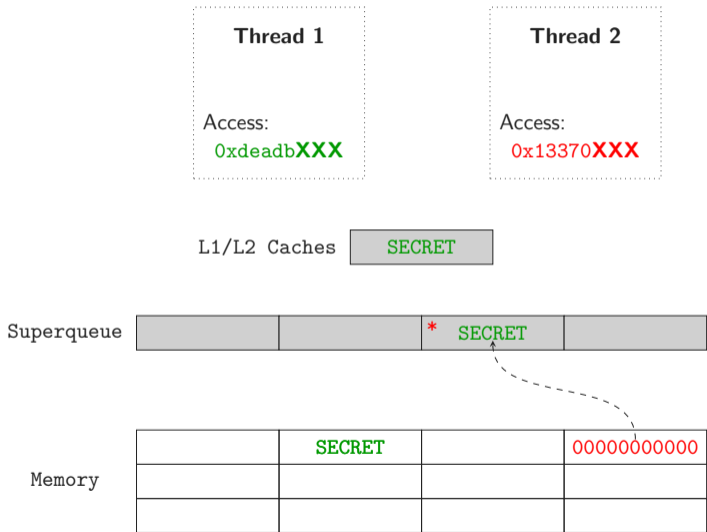 Thread 1
Thread 2
Access:
0xdeadbXXX
Access:
0x13370XXX
L1/L2 Caches
SECRET
Superqueue
* SECRET
SECRET
00000000000
Memory